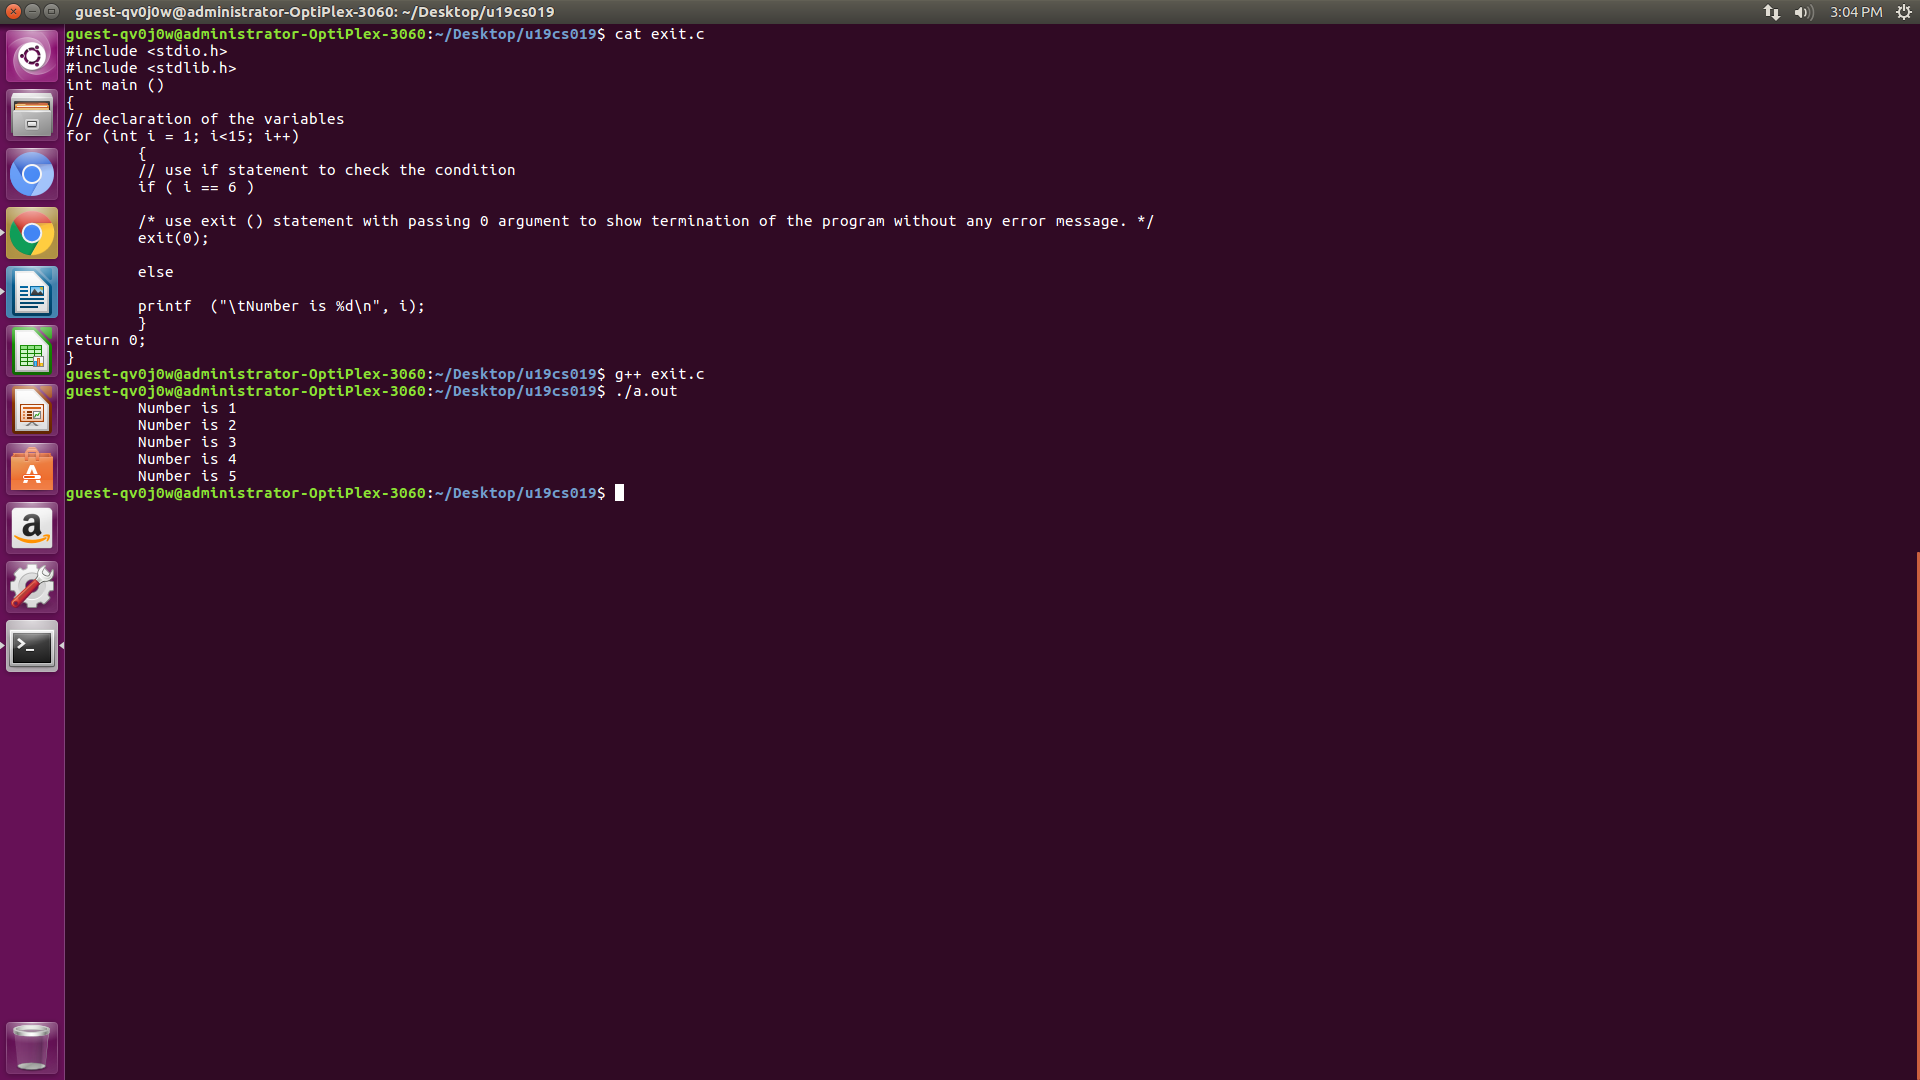 guest-qv0j0w@administrator-OptiPlex-3060: ~/Desktop/u19cs019
3:04 PM
guest-qv0j0w@administrator-OptiPlex-3060:~/Desktop/u19cs019$ cat exit.c
#include <stdio.h>
#include <stdlib.h>
int main ()
{
// declaration of the variables
for (int i = 1; i<15; i++)
        {
        // use if statement to check the condition
        if ( i == 6 )
        /* use exit () statement with passing 0 argument to show termination of the program without any error message. */
        exit(0);
        else
        printf  ("\tNumber is %d\n", i);
        }
return 0;
}
guest-qv0j0w@administrator-OptiPlex-3060:~/Desktop/u19cs019$ g++ exit.c
guest-qv0j0w@administrator-OptiPlex-3060:~/Desktop/u19cs019$ ./a.out
        Number is 1
        Number is 2
        Number is 3
        Number is 4
        Number is 5
guest-qv0j0w@administrator-OptiPlex-3060:~/Desktop/u19cs019$